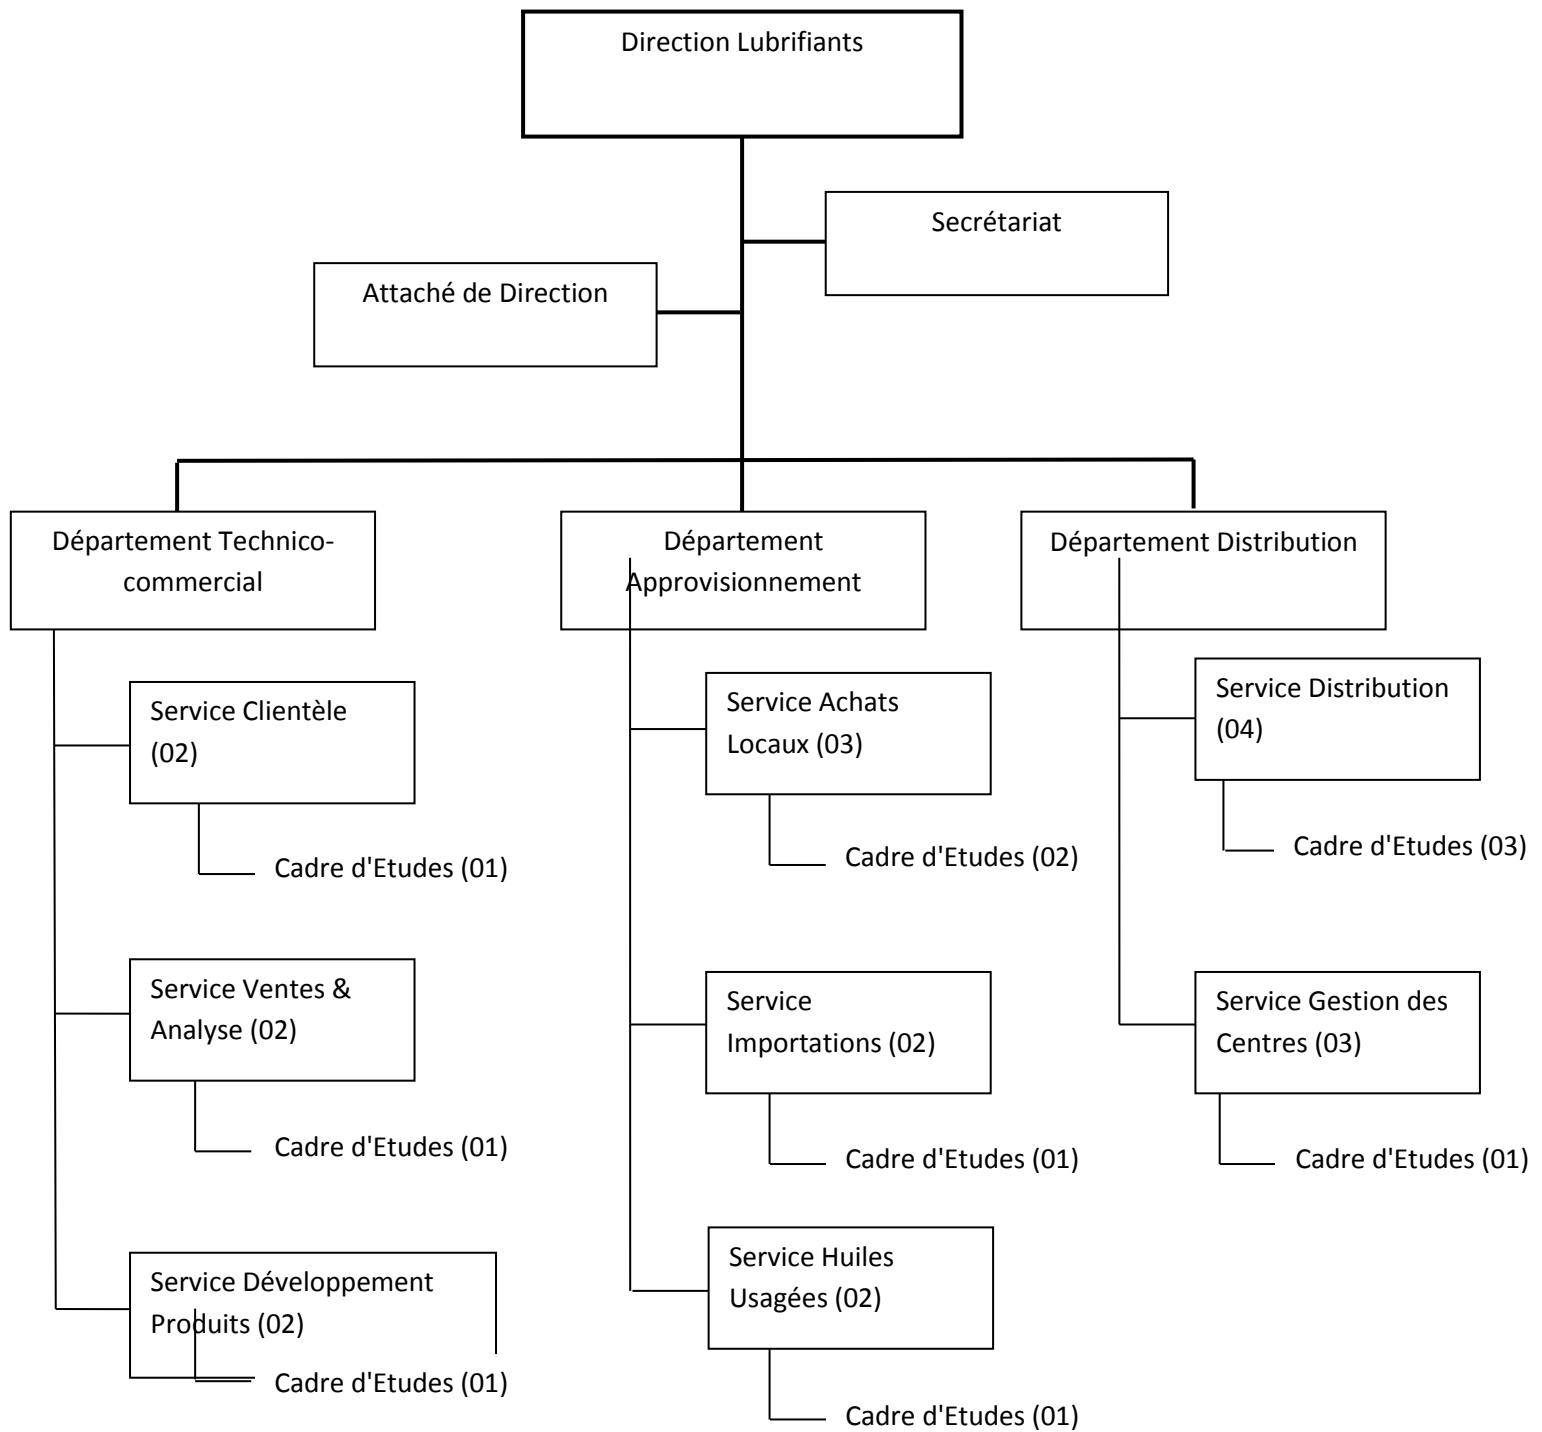 Direction Lubrifiants
Secrétariat
Attaché de Direction
Département Technico-
commercial
Service Clientèle
(02)
Cadre d'Etudes (01)
Service Ventes &
Analyse (02)
Cadre d'Etudes (01)
Service Développement
Produits (02)
Cadre d'Etudes (01)
Département
Approvisionnement
Service Achats
Locaux (03)
Cadre d'Etudes (02)
Service
Importations (02)
Cadre d'Etudes (01)
Service Huiles
Usagées (02)
Cadre d'Etudes (01)
Département Distribution
Service Distribution
(04)
Cadre d'Etudes (03)
Service Gestion des
Centres (03)
Cadre d'Etudes (01)